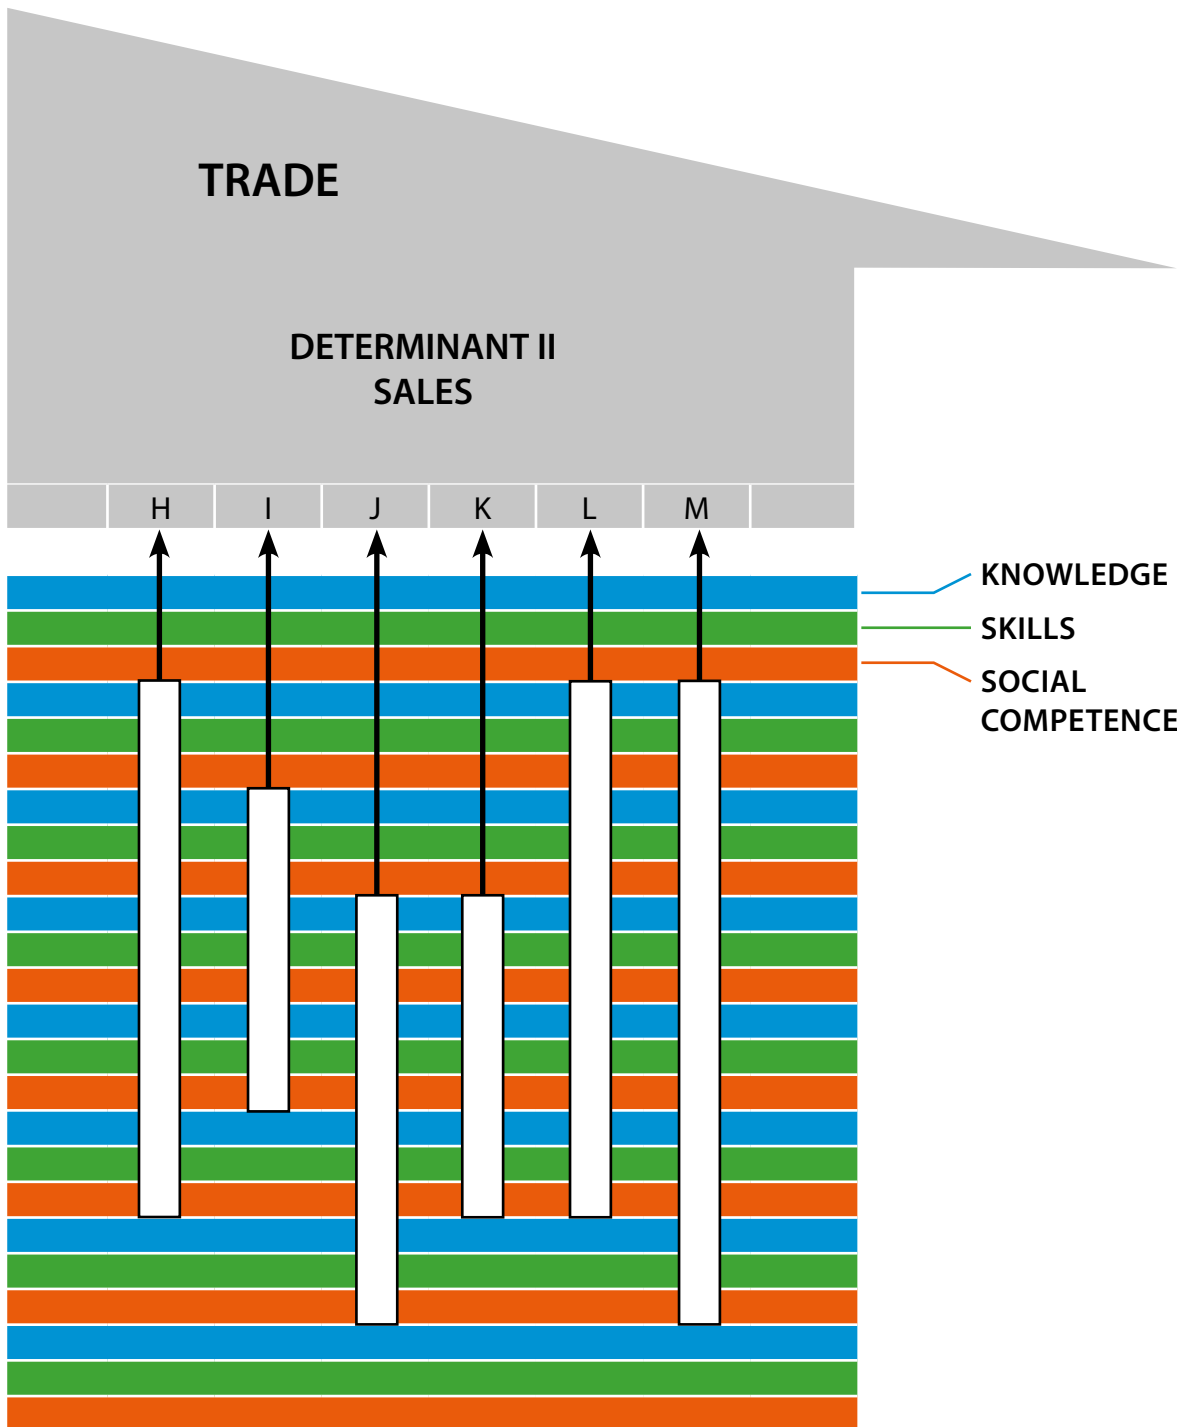 TRADE
DETERMINANT II
SALES
H I J K L M
KNOWLEDGE
SKILLS
SOCIAL
COMPETENCE